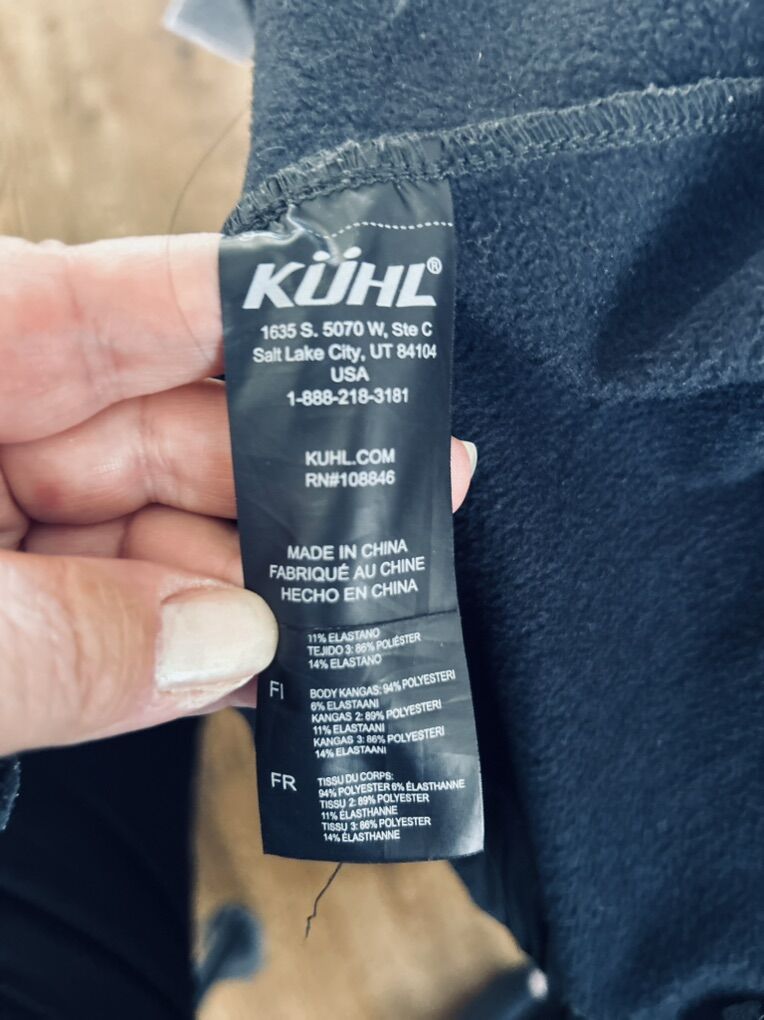 KÜHL®
1635 S. 5070 W, Ste C
Salt Lake City, UT 84104
USA
1-888-218-3181
KUHL.COM
RN#108846
MADE IN CHINA
FABRIQUÉ AU CHINE
HECHO EN CHINA
11% ELASTANO
TEJIDO 3: 86% POLIÉSTER
14% ELASTANO
FI BODY KANGAS: 94% POLYESTERI
6% ELASTAANI
KANGAS 2: 89% POLYESTERI
11% ELASTAANI
KANGAS 3: 86% POLYESTERI
14% ELASTAANI
FR TISSU DU CORPS:
94% POLYESTER 6% ÉLASTHANNE
TISSU 2: 89% POLYESTER
11% ÉLASTHANNE
TISSU 3: 86% POLYESTER
14% ÉLASTHANNE